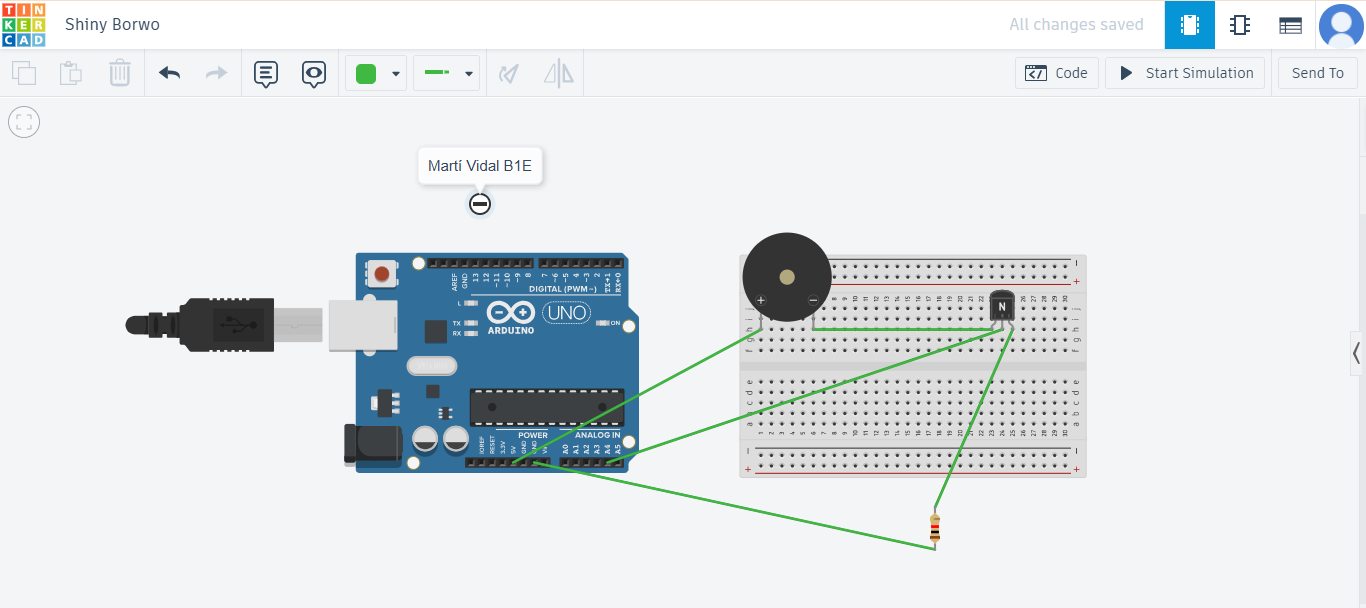 TIN
KER
CAD
Shiny Borwo
All changes saved
Code
Start Simulation
Send To
Martí Vidal B1E
AREF
GND
13
12
~11
~10
~9
8
7
~6
~5
4
~3
2
TX→1
RX←0
DIGITAL (PWM~)
L
TX
RX
ARDUINO
UNO
ON
POWER
ANALOG IN
IOREF
RESET
3.3V
5V
GND
A0
A1
A2
A3
A4
A5
N